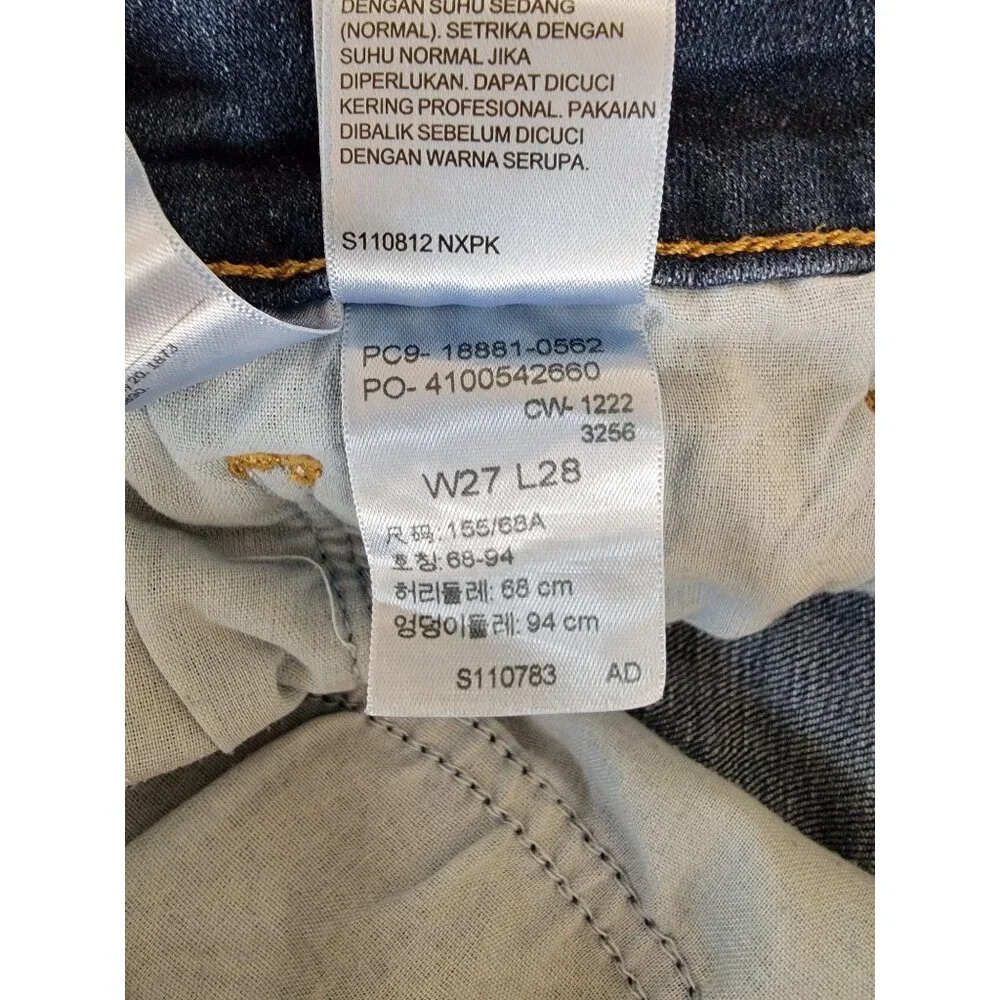 DENGAN SUHU SEDANG
(NORMAL). SETRIKA DENGAN
SUHU NORMAL JIKA
DIPERLUKAN. DAPAT DICUCI
KERING PROFESIONAL. PAKAIAN
DIBALIK SEBELUM DICUCI
DENGAN WARNA SERUPA.
S110812 NXPK
20, 1873
PC9- 18881-0562
PO- 4100542660
CW- 1222
3256
W27 L28
尺码: 155/68A
호칭: 68-94
허리둘레: 68 cm
엉덩이둘레: 94 cm
S110783 AD